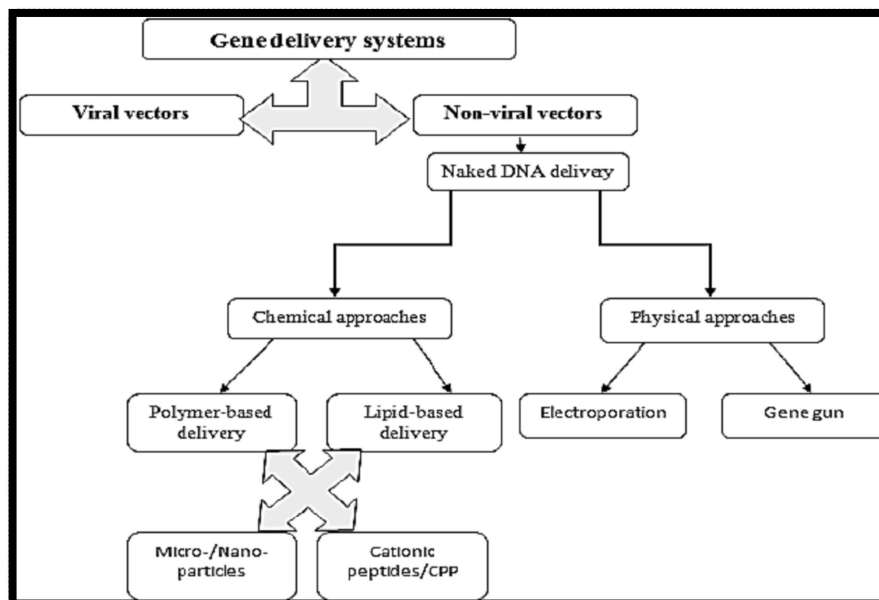 Gene delivery systems
Viral vectors
Non-viral vectors
Naked DNA delivery
Chemical approaches
Physical approaches
Polymer-based
delivery
Lipid-based
delivery
Electroporation
Gene gun
Micro-/Nano-
particles
Cationic
peptides/CPP